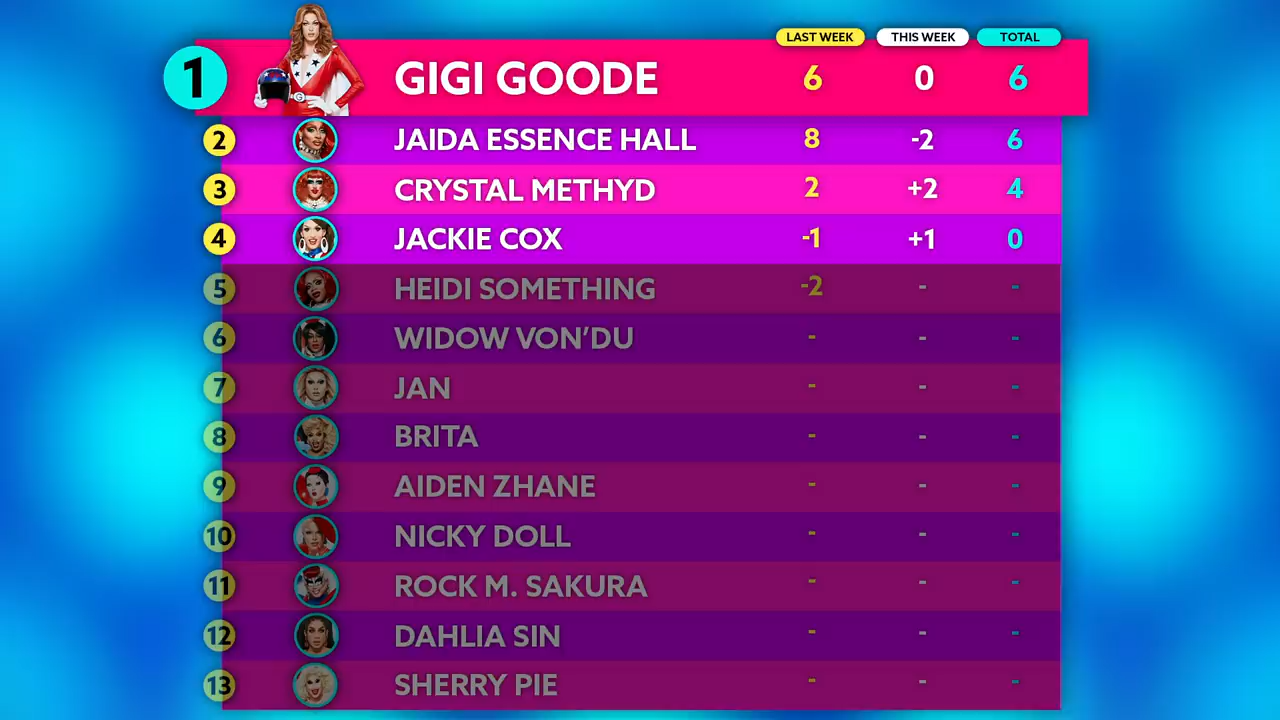 LAST WEEK THIS WEEK TOTAL
1 GIGI GOODE 6 0 6
2 JAIDA ESSENCE HALL 8 -2 6
3 CRYSTAL METHYD 2 +2 4
4 JACKIE COX -1 +1 0
5 HEIDI SOMETHING -2 - -
6 WIDOW VON’DU - - -
7 JAN - - -
8 BRITA - - -
9 AIDEN ZHANE - - -
10 NICKY DOLL - - -
11 ROCK M. SAKURA - - -
12 DAHLIA SIN - - -
13 SHERRY PIE - - -